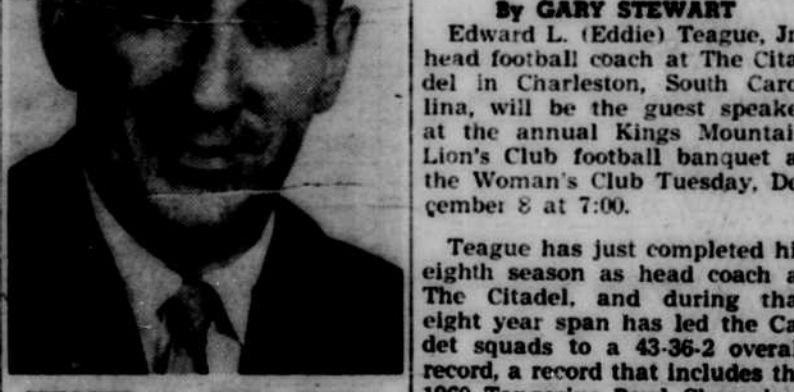 By GARY STEWART
Edward L. (Eddie) Teague, Jr
head football coach at The Cita
del in Charleston, South Caro
lina, will be the guest speake
at the annual Kings Mountai
Lion's Club football banquet a
the Woman's Club Tuesday, De
cember 8 at 7:00.
Teague has just completed hi
eighth season as head coach a
The Citadel, and during tha
eight year span has led the Ca
det squads to a 43-36-2 overal
record, a record that includes th
1960